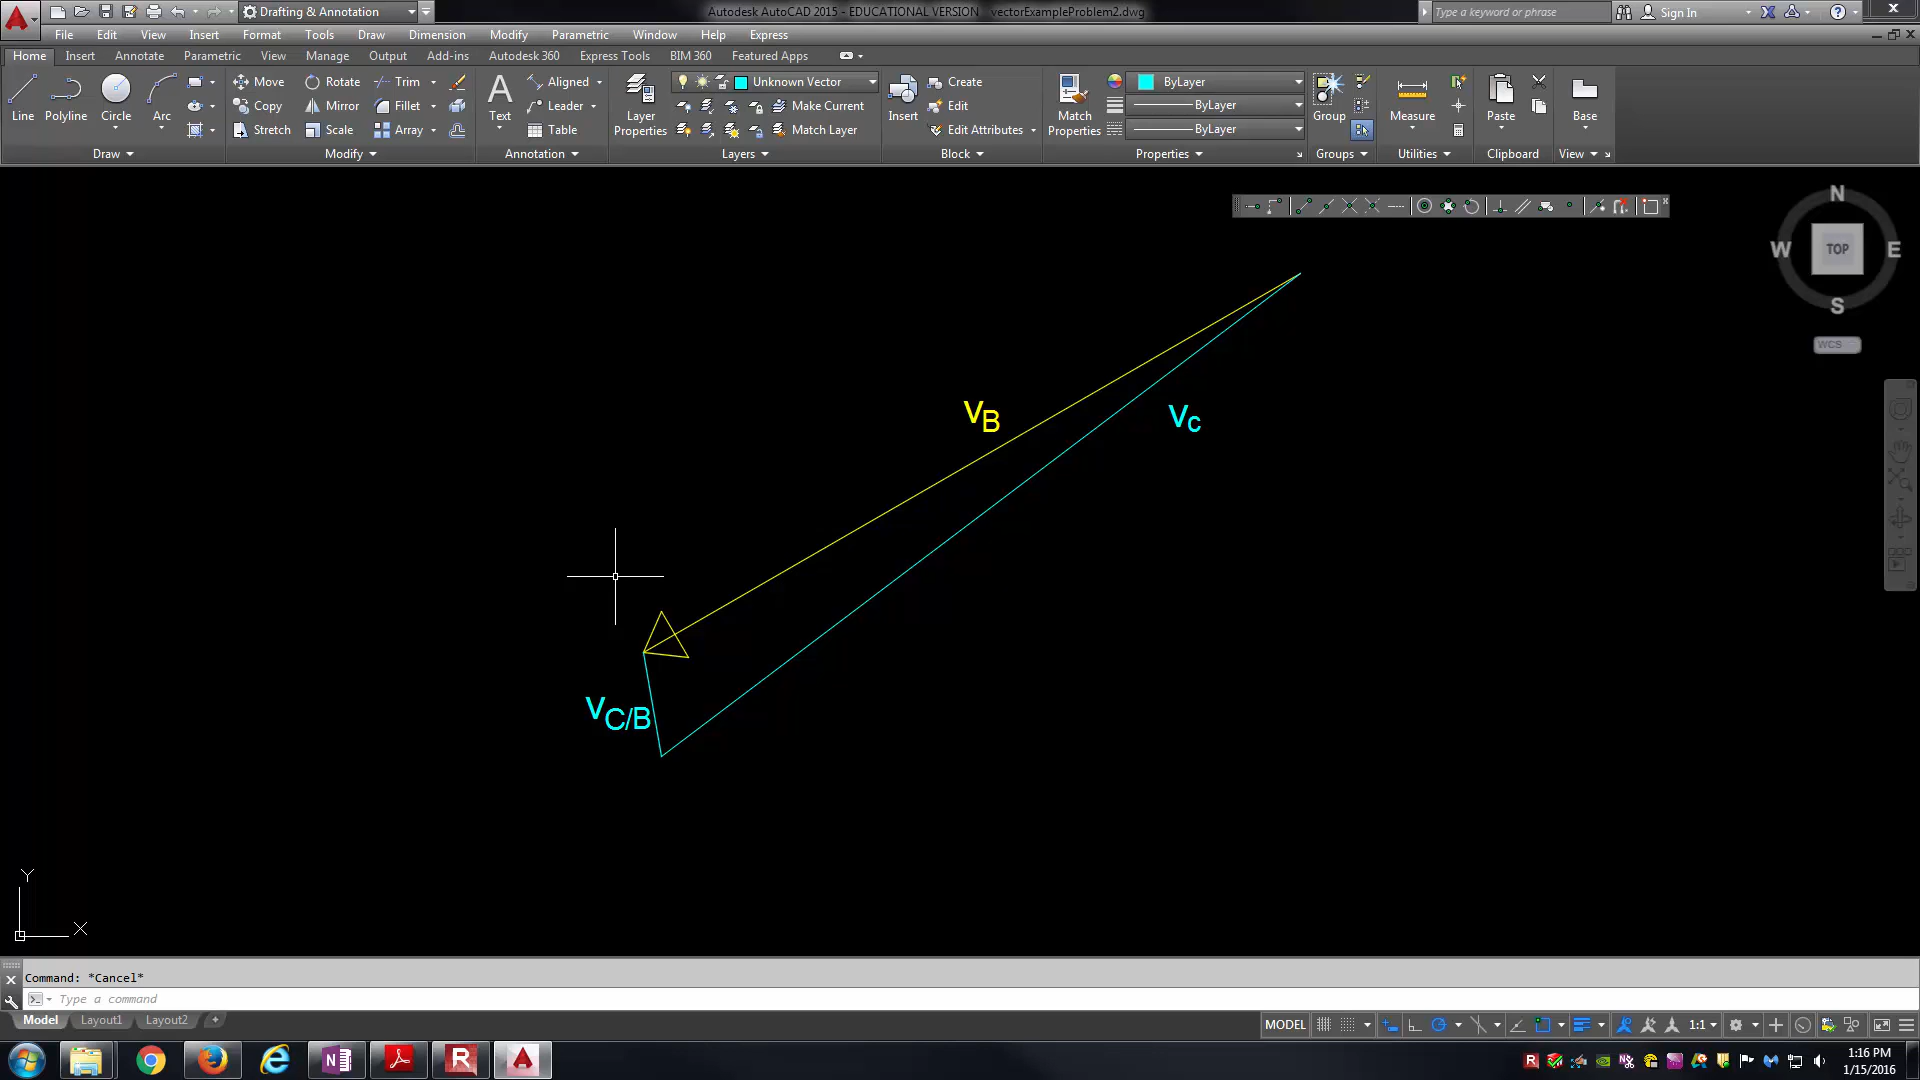 Drafting & Annotation
Autodesk AutoCAD 2015 - EDUCATIONAL VERSION vectorExampleProblem2.dwg
Type a keyword or phrase
Sign In
File Edit View Insert Format Tools Draw Dimension Modify Parametric Window Help Express
Home Insert Annotate Parametric View Manage Output Add-ins Autodesk 360 Express Tools BIM 360 Featured Apps
Line Polyline Circle Arc
Move Rotate Trim
Copy Mirror Fillet
Stretch Scale Array
Text
Aligned
Leader
Table
Layer Properties
Unknown Vector
Make Current
Match Layer
Insert
Create
Edit
Edit Attributes
Match Properties
ByLayer
ByLayer
ByLayer
Group
Measure
Paste
Base
Draw Modify Annotation Layers Block Properties Groups Utilities Clipboard View
N
W TOP E
S
WCS
VB
Vc
VC/B
Y
X
Command: *Cancel*
Type a command
Model Layout1 Layout2 +
MODEL
1:1
1:16 PM
1/15/2016